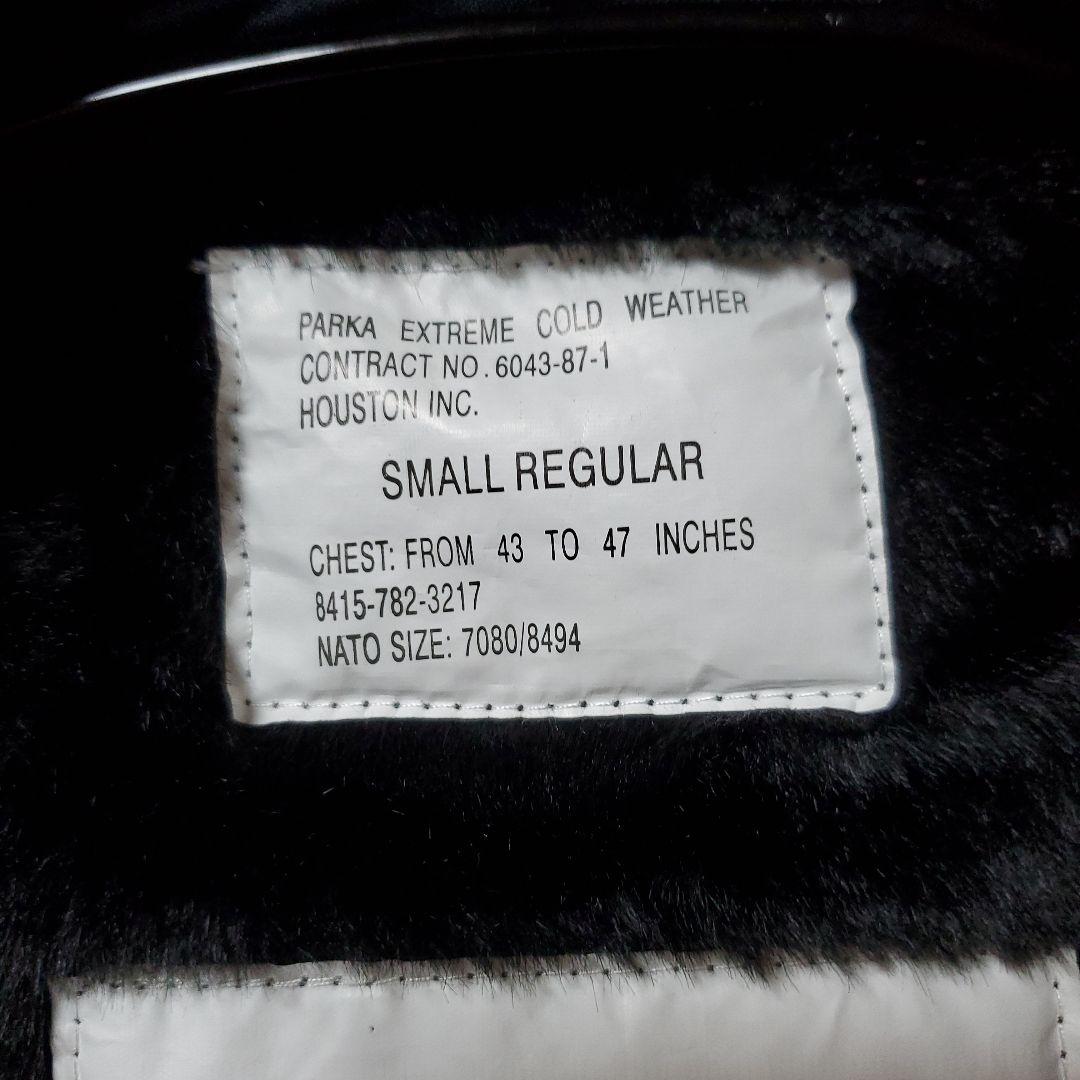 PARKA EXTREME COLD WEATHER
CONTRACT NO. 6043-87-1
HOUSTON INC.
SMALL REGULAR
CHEST: FROM 43 TO 47 INCHES
8415-782-3217
NATO SIZE: 7080/8494